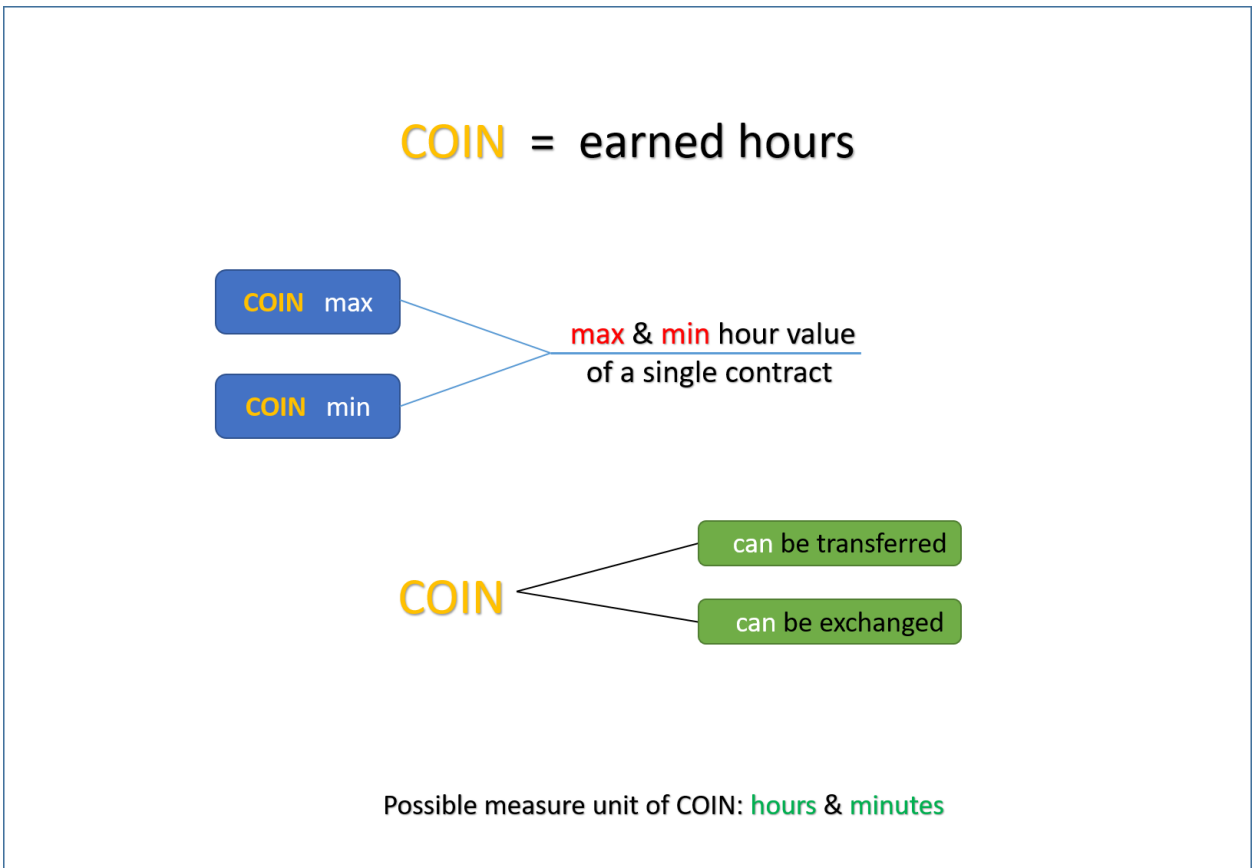 COIN = earned hours
COIN max
max & min hour value
of a single contract
COIN min
can be transferred
COIN
can be exchanged
Possible measure unit of COIN: hours & minutes